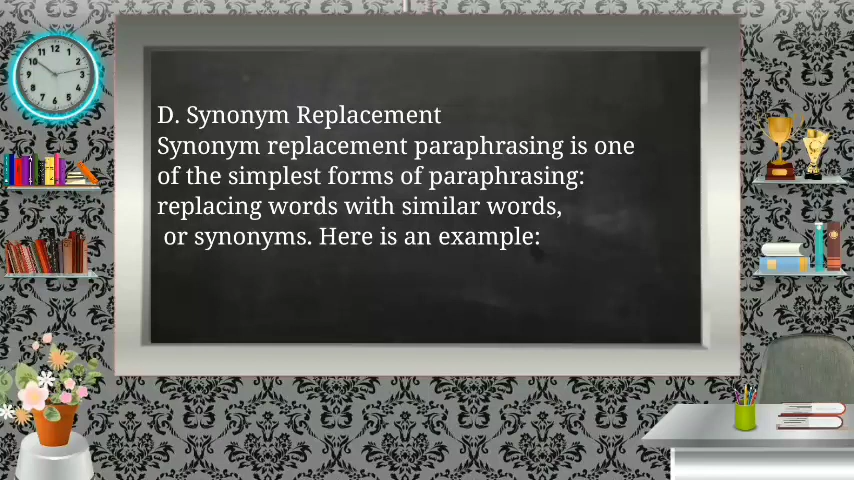 D. Synonym Replacement
Synonym replacement paraphrasing is one
of the simplest forms of paraphrasing:
replacing words with similar words,
or synonyms. Here is an example: